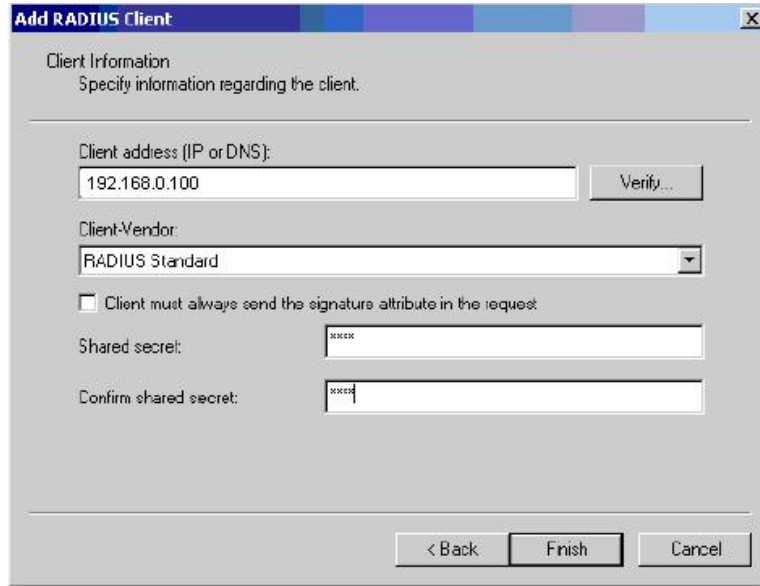 Add RADIUS Client
Client Information
Specify information regarding the client.
Client address (IP or DNS):
192.168.0.100
Verify...
Client-Vendor:
RADIUS Standard
Client must always send the signature attribute in the request
Shared secret:
****
Confirm shared secret:
****
< Back
Finish
Cancel